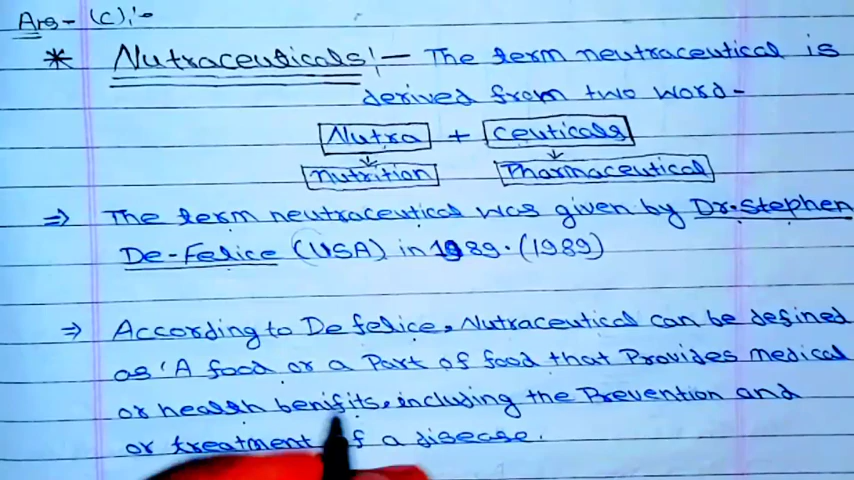 Ans- (C):-
* Nutraceuticals:- The term neutraceutical is
derived from two word-
Nutra + ceuticals
Nutrition Pharmaceutical
⇒ The term neutraceutical was given by Dr. Stephen
De-Felice (USA) in 1989. (1989)
⇒ According to De felice, Nutraceutical can be defined
as 'A food or a Part of food that Provides medical
or health benifits, including the Prevention and
or treatment of a disease.